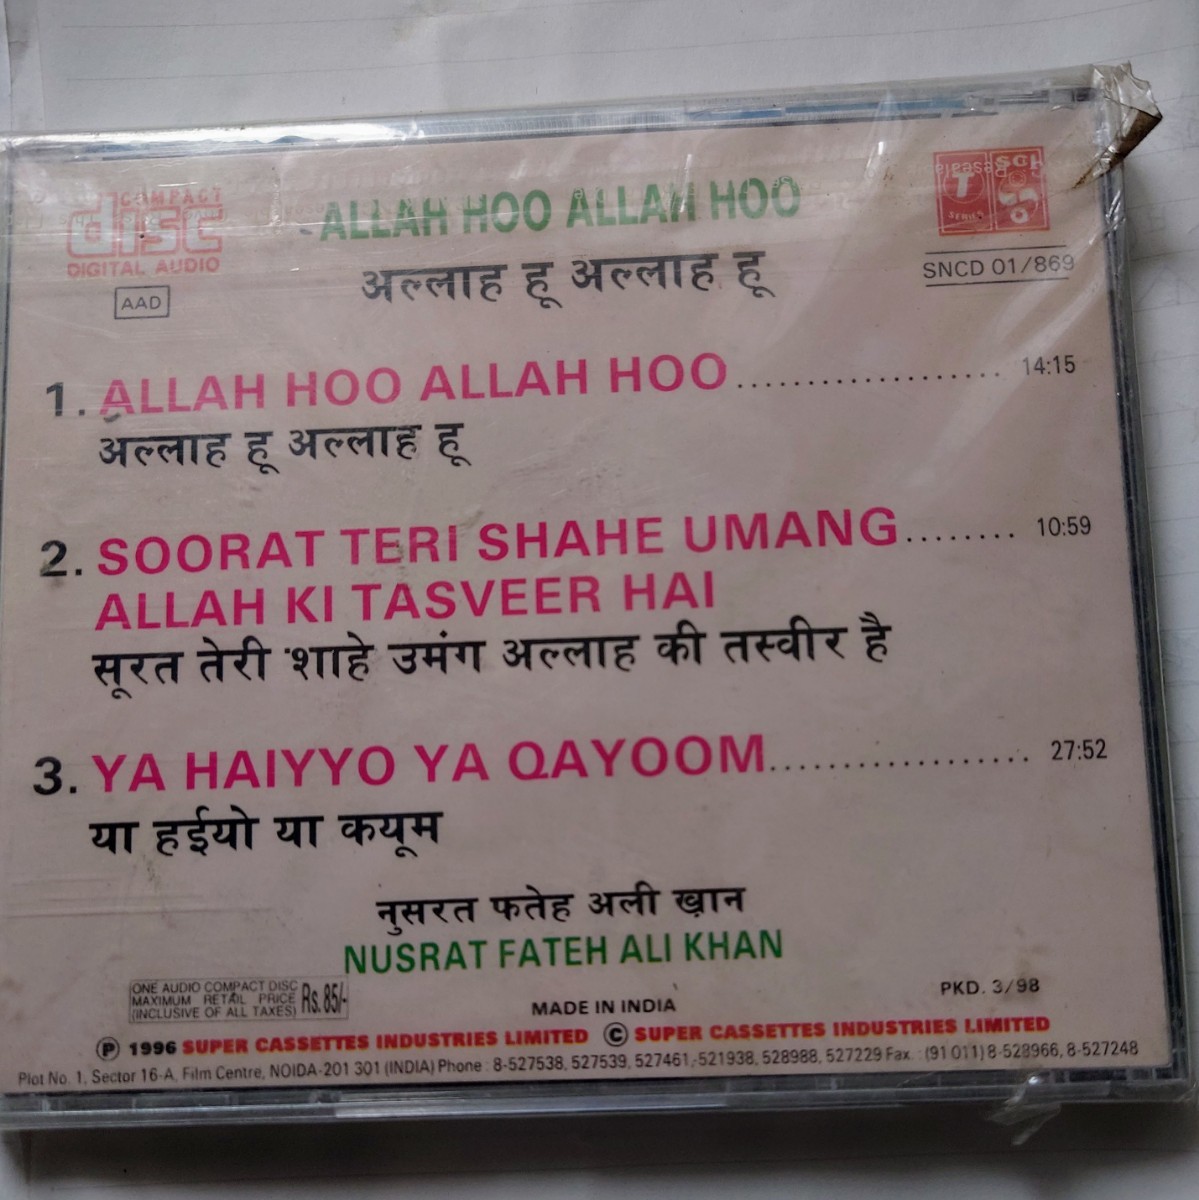 COMPACT
disc
DIGITAL AUDIO
AAD
ALLAH HOO ALLAH HOO
अल्लाह हू अल्लाह हू
T
SERIES
SCI
SNCD 01/869
1. ALLAH HOO ALLAH HOO.................. 14:15
अल्लाह हू अल्लाह हू
2. SOORAT TERI SHAHE UMANG........ 10:59
ALLAH KI TASVEER HAI
सूरत तेरी शाहे उमंग अल्लाह की तस्वीर है
3. YA HAIYYO YA QAYOOM.................. 27:52
या हईयो या कयूम
नुसरत फतेह अली ख़ान
NUSRAT FATEH ALI KHAN
ONE AUDIO COMPACT DISC
MAXIMUM RETAIL PRICE Rs. 85/-
(INCLUSIVE OF ALL TAXES)
MADE IN INDIA
PKD. 3/98
Ⓟ 1996 SUPER CASSETTES INDUSTRIES LIMITED © SUPER CASSETTES INDUSTRIES LIMITED
Plot No. 1, Sector 16-A, Film Centre, NOIDA-201 301 (INDIA) Phone : 8-527538, 527539, 527461,-521938, 528988, 527229 Fax. : (91 011) 8-528966, 8-527248